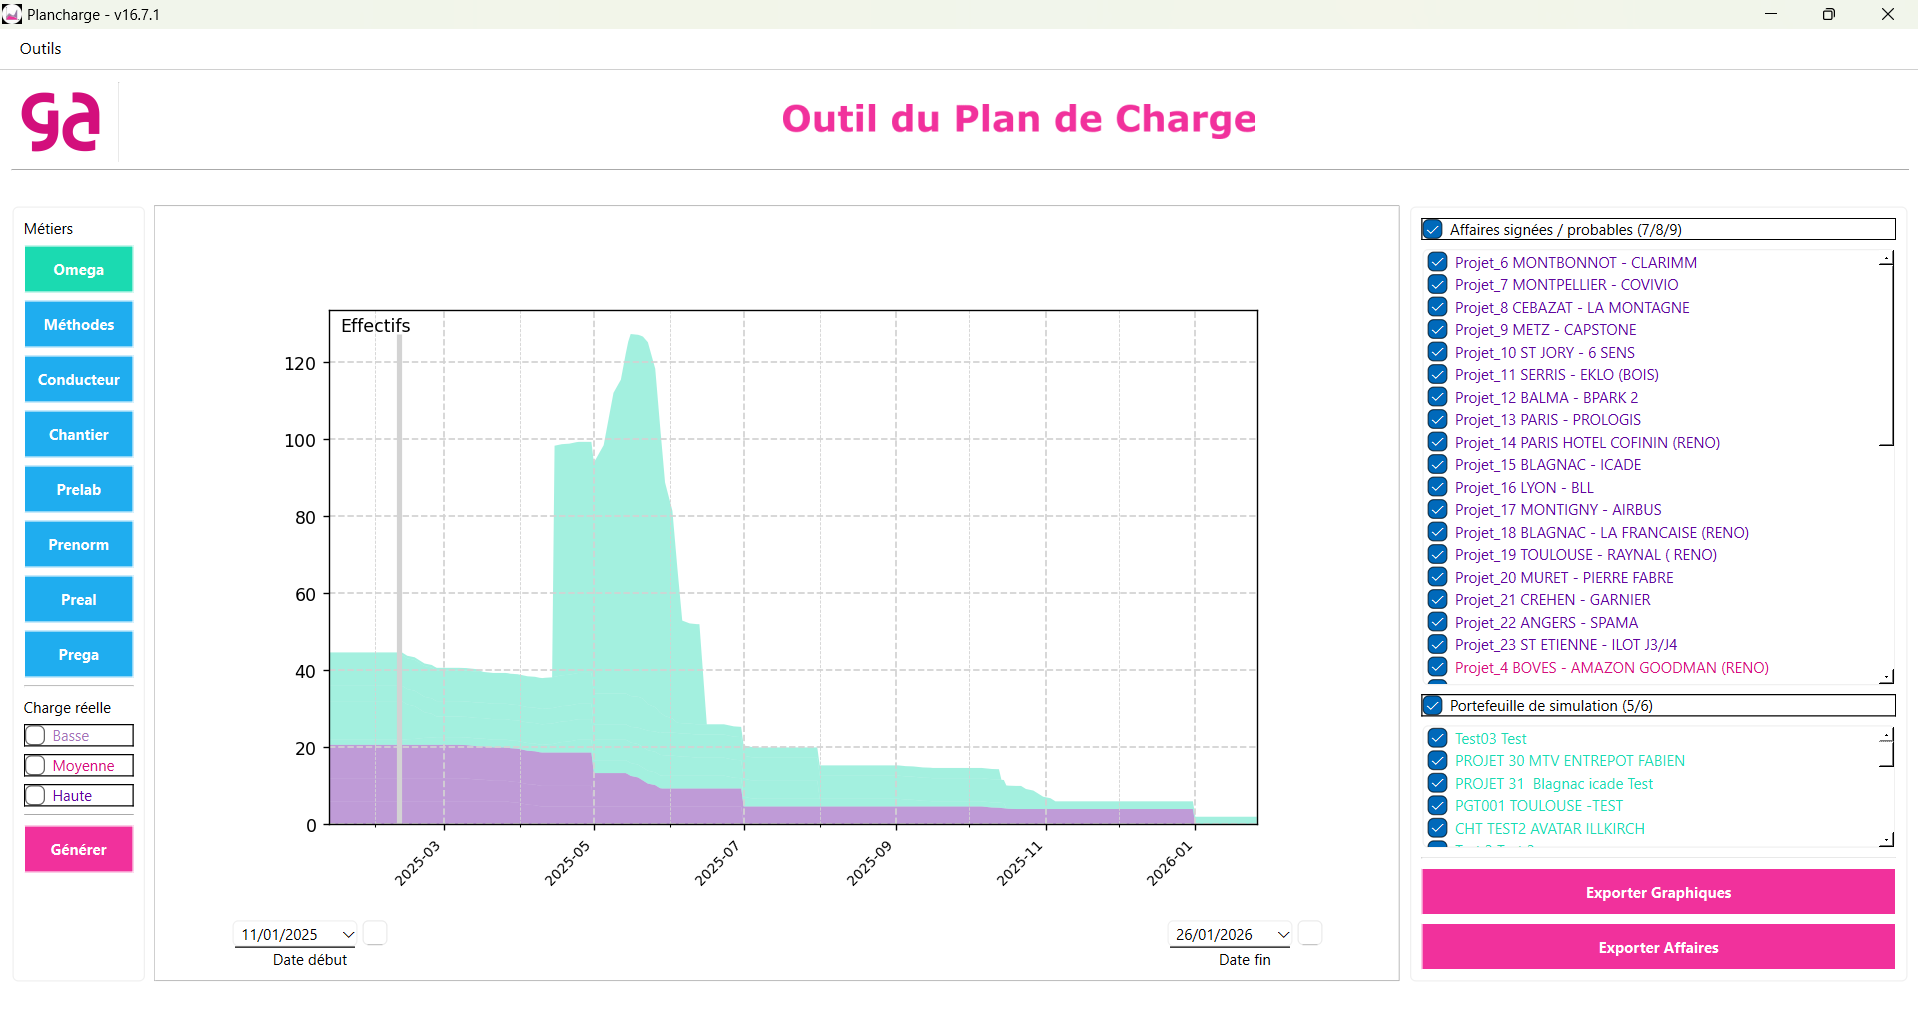 Plancharge - v16.7.1
Outils
ga
Outil du Plan de Charge
Métiers
Omega
Méthodes
Conducteur
Chantier
Prelab
Prenorm
Preal
Prega
Charge réelle
Basse
Moyenne
Haute
Générer
Effectifs
120
100
80
60
40
20
0
2025-03
2025-05
2025-07
2025-09
2025-11
2026-01
11/01/2025
Date début
26/01/2026
Date fin
Affaires signées / probables (7/8/9)
Projet_6 MONTBONNOT - CLARIMM
Projet_7 MONTPELLIER - COVIVIO
Projet_8 CEBAZAT - LA MONTAGNE
Projet_9 METZ - CAPSTONE
Projet_10 ST JORY - 6 SENS
Projet_11 SERRIS - EKLO (BOIS)
Projet_12 BALMA - BPARK 2
Projet_13 PARIS - PROLOGIS
Projet_14 PARIS HOTEL COFININ (RENO)
Projet_15 BLAGNAC - ICADE
Projet_16 LYON - BLL
Projet_17 MONTIGNY - AIRBUS
Projet_18 BLAGNAC - LA FRANCAISE (RENO)
Projet_19 TOULOUSE - RAYNAL ( RENO)
Projet_20 MURET - PIERRE FABRE
Projet_21 CREHEN - GARNIER
Projet_22 ANGERS - SPAMA
Projet_23 ST ETIENNE - ILOT J3/J4
Projet_4 BOVES - AMAZON GOODMAN (RENO)
Portefeuille de simulation (5/6)
Test03 Test
PROJET 30 MTV ENTREPOT FABIEN
PROJET 31  Blagnac icade Test
PGT001 TOULOUSE -TEST
CHT TEST2 AVATAR ILLKIRCH
Exporter Graphiques
Exporter Affaires